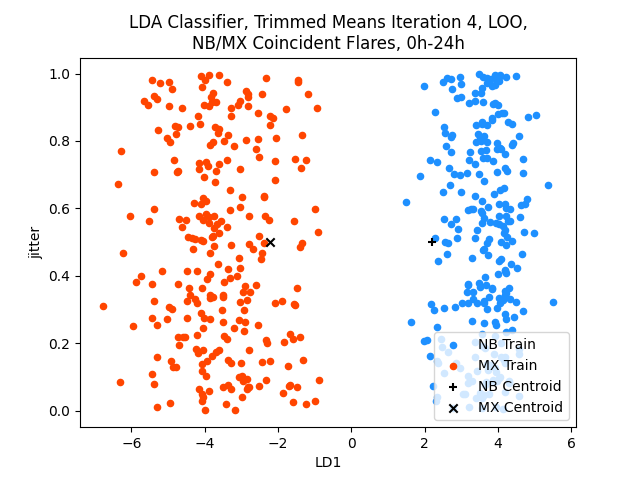 LDA Classifier, Trimmed Means Iteration 4, LOO,
NB/MX Coincident Flares, 0h-24h
1.0
0.8
0.6
0.4
0.2
0.0
jitter
NB Train
MX Train
NB Centroid
MX Centroid
−6 −4 −2 0 2 4 6
LD1